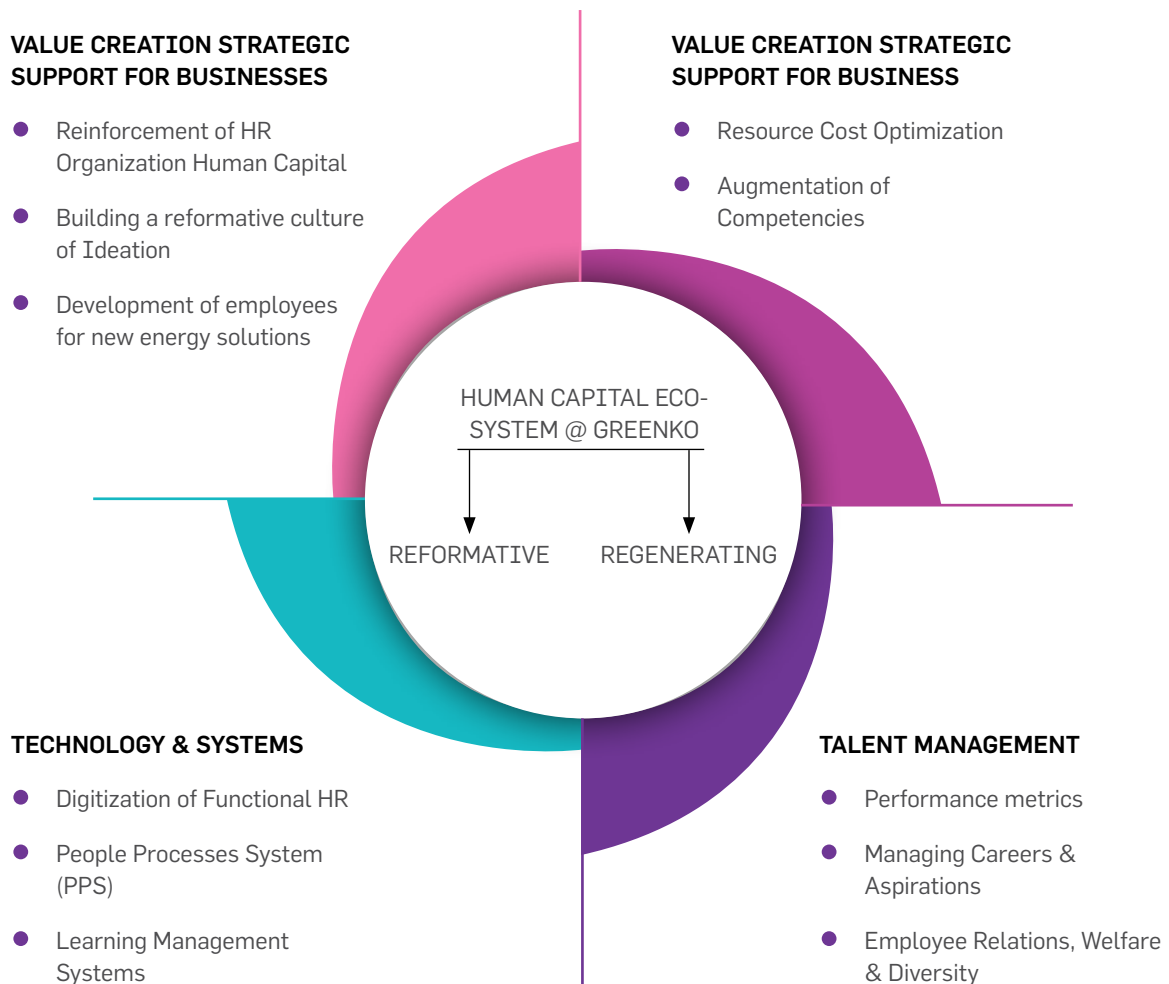 VALUE CREATION STRATEGIC
SUPPORT FOR BUSINESSES
Reinforcement of HR
Organization Human Capital
Building a reformative culture
of Ideation
Development of employees
for new energy solutions
VALUE CREATION STRATEGIC
SUPPORT FOR BUSINESS
Resource Cost Optimization
Augmentation of
Competencies
HUMAN CAPITAL ECO-
SYSTEM @ GREENKO
REFORMATIVE
REGENERATING
TECHNOLOGY & SYSTEMS
Digitization of Functional HR
People Processes System
(PPS)
Learning Management
Systems
TALENT MANAGEMENT
Performance metrics
Managing Careers &
Aspirations
Employee Relations, Welfare
& Diversity